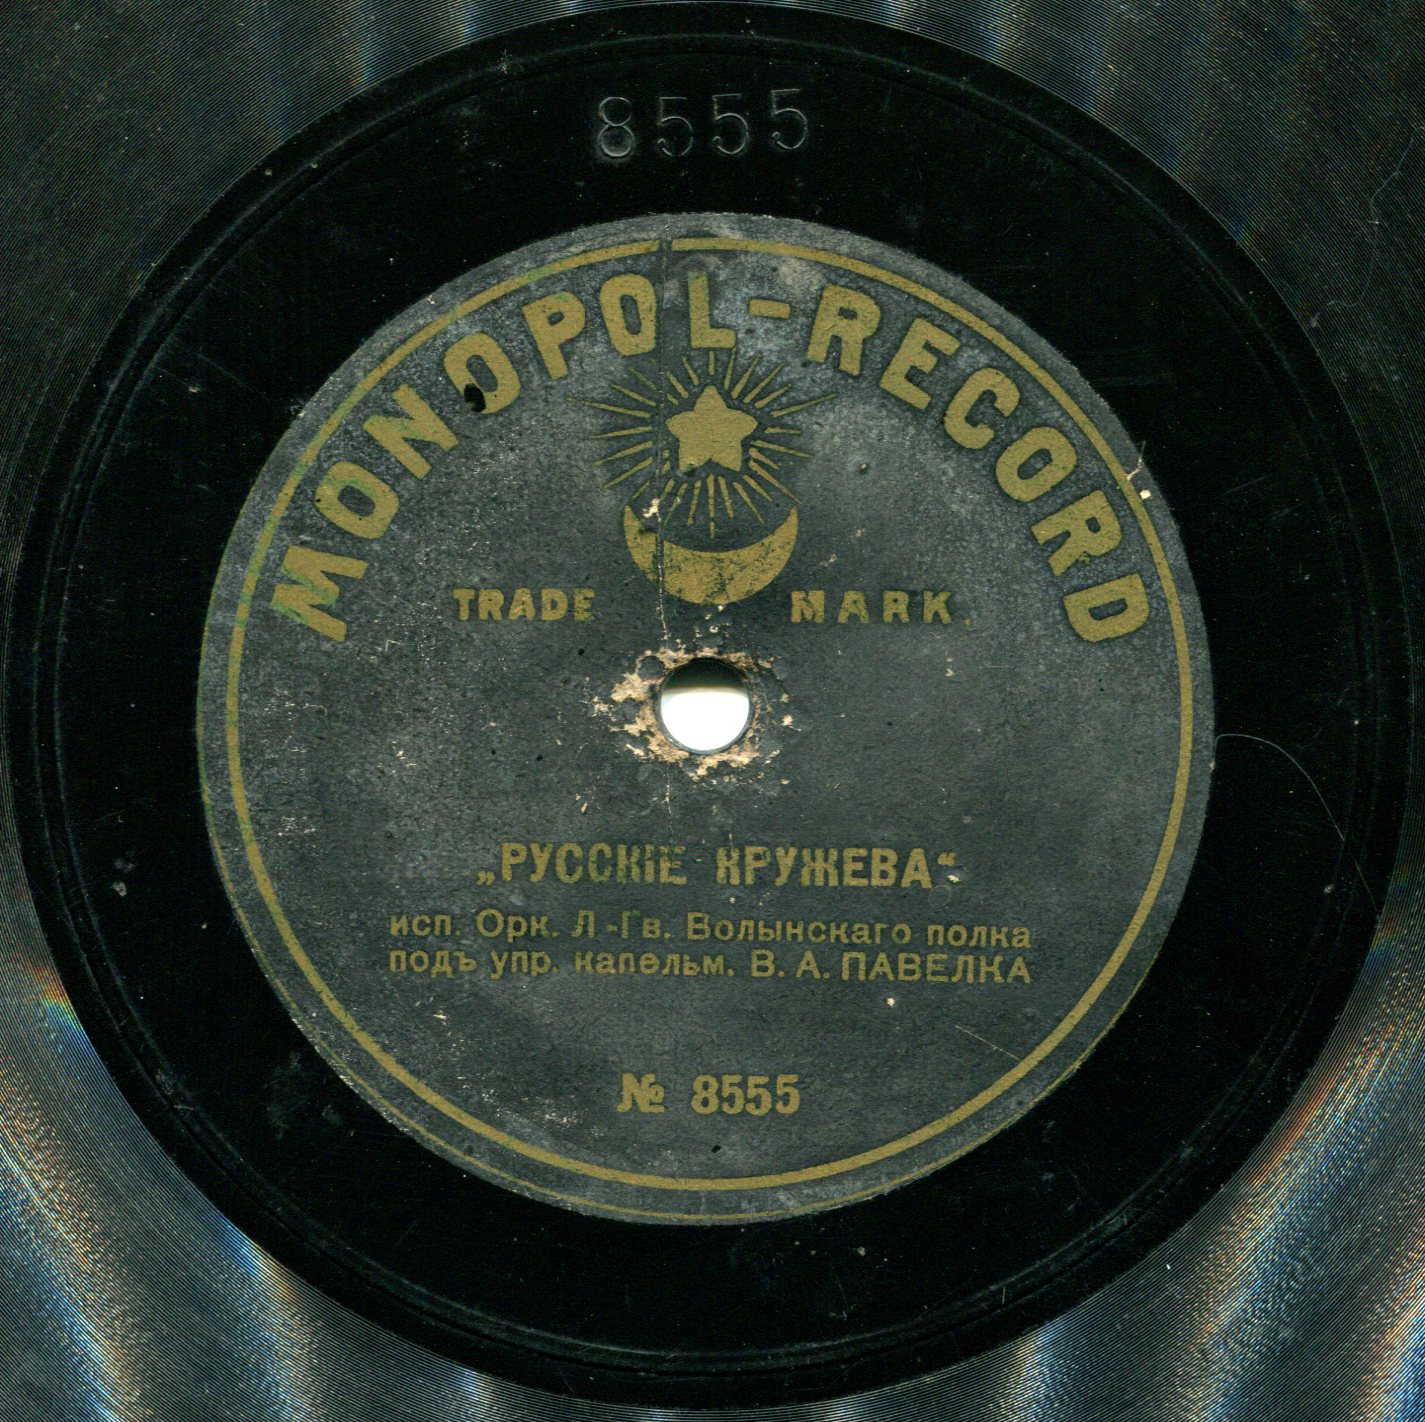 8555
MONOPOL-RECORD
TRADE MARK.
„РУССКІЕ КРУЖЕВА“
исп. Орк. Л-Гв. Волынскаго полка
подъ упр. капельм. В. А. ПАВЕЛКА
№ 8555